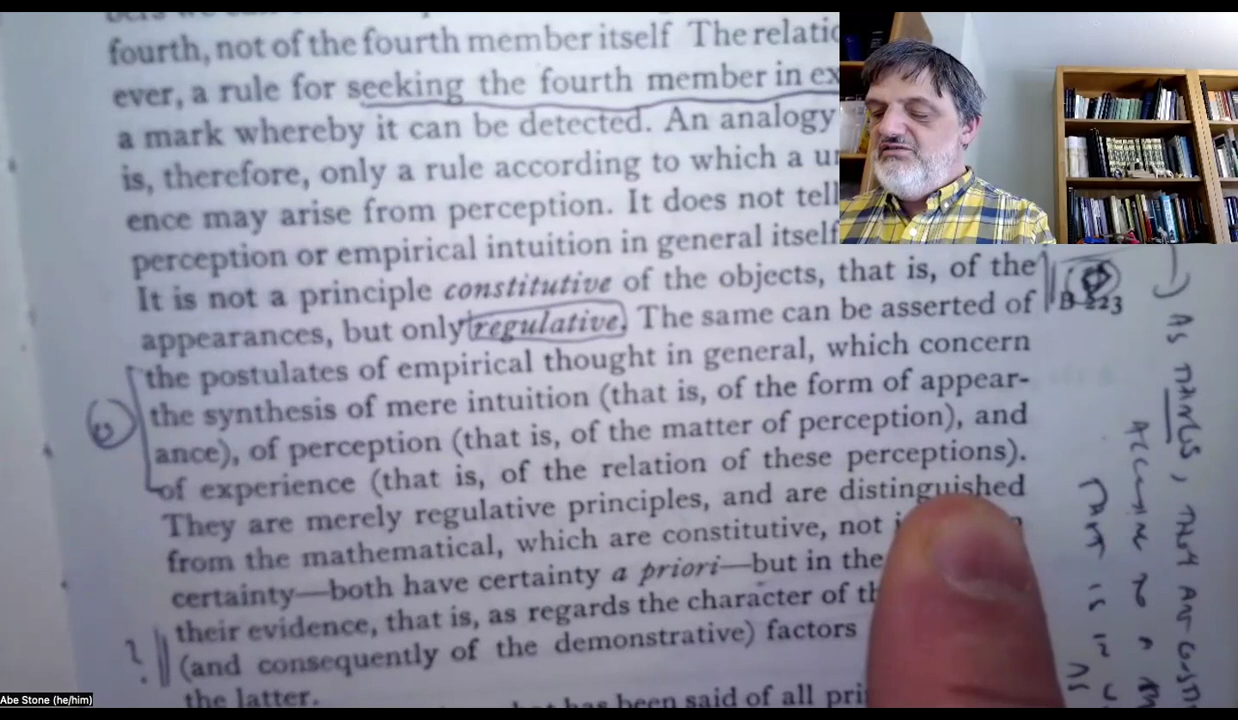 fourth, not of the fourth member itself The relatio
ever, a rule for seeking the fourth member in ex
a mark whereby it can be detected. An analogy
is, therefore, only a rule according to which a un
ence may arise from perception. It does not tell
perception or empirical intuition in general itself
It is not a principle constitutive of the objects, that is, of the
appearances, but only regulative. The same can be asserted of
B 223
the postulates of empirical thought in general, which concern
the synthesis of mere intuition (that is, of the form of appear-
ance), of perception (that is, of the matter of perception), and
of experience (that is, of the relation of these perceptions).
They are merely regulative principles, and are distinguished
from the mathematical, which are constitutive, not
certainty—both have certainty a priori—but in the
their evidence, that is, as regards the character of th
? (and consequently of the demonstrative) factors
the latter.
has been said of all pri
Abe Stone (he/him)